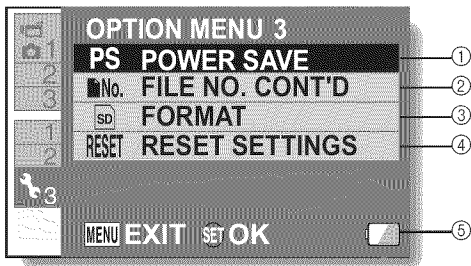 OPTION MENU 3
1 PS POWER SAVE ①
2 No. FILE NO. CONT'D ②
3 SD FORMAT ③
1 RESET RESET SETTINGS ④
2
3
MENU EXIT SET OK ⑤